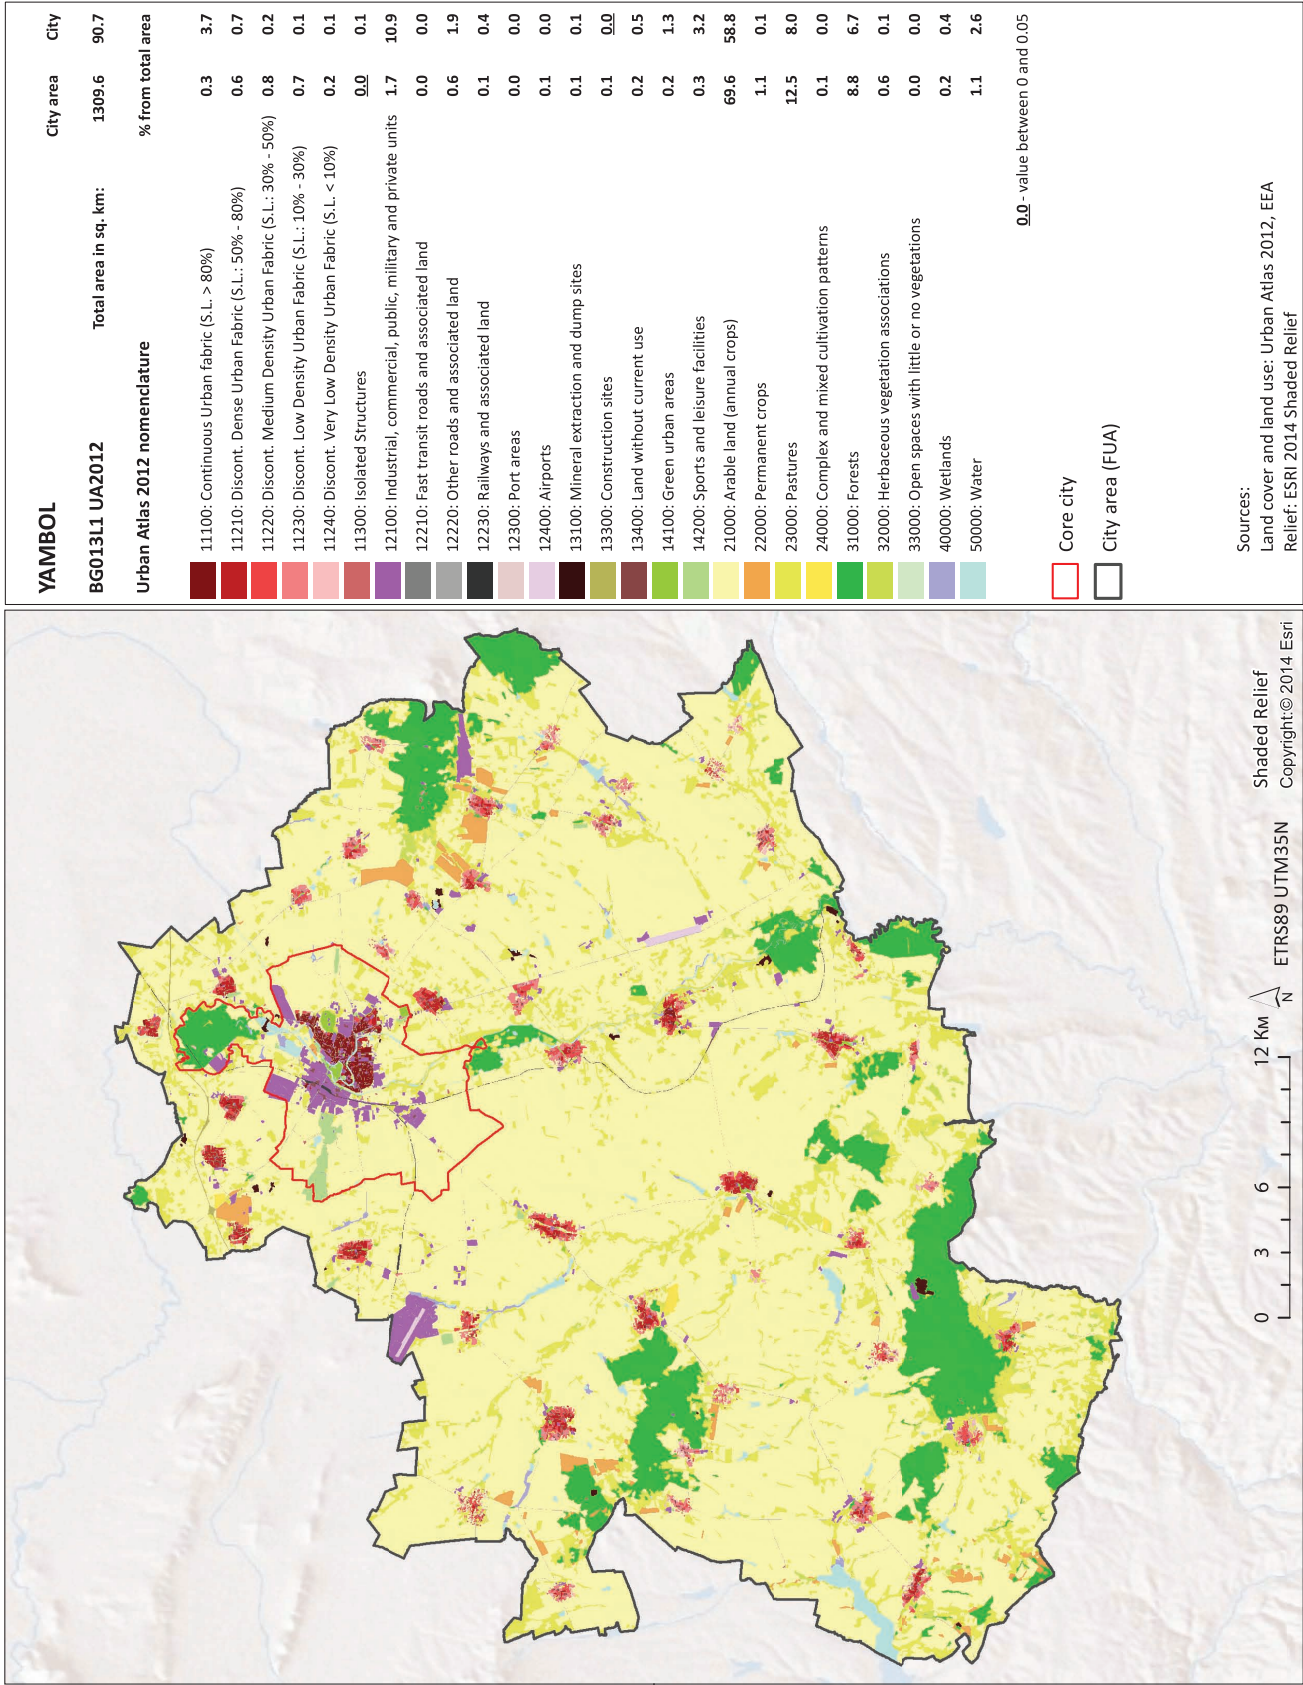 YAMBOL City area City
BG013L1 UA2012 Total area in sq. km: 1309.6 90.7
Urban Atlas 2012 nomenclature % from total area
11100: Continuous Urban fabric (S.L. > 80%) 0.3 3.7
11210: Discont. Dense Urban Fabric (S.L.: 50% - 80%) 0.6 0.7
11220: Discont. Medium Density Urban Fabric (S.L.: 30% - 50%) 0.8 0.2
11230: Discont. Low Density Urban Fabric (S.L.: 10% - 30%) 0.7 0.1
11240: Discont. Very Low Density Urban Fabric (S.L. < 10%) 0.2 0.1
11300: Isolated Structures 0.0 0.1
12100: Industrial, commercial, public, military and private units 1.7 10.9
12210: Fast transit roads and associated land 0.0 0.0
12220: Other roads and associated land 0.6 1.9
12230: Railways and associated land 0.1 0.4
12300: Port areas 0.0 0.0
12400: Airports 0.1 0.0
13100: Mineral extraction and dump sites 0.1 0.1
13300: Construction sites 0.1 0.0
13400: Land without current use 0.2 0.5
14100: Green urban areas 0.2 1.3
14200: Sports and leisure facilities 0.3 3.2
21000: Arable land (annual crops) 69.6 58.8
22000: Permanent crops 1.1 0.1
23000: Pastures 12.5 8.0
24000: Complex and mixed cultivation patterns 0.1 0.0
31000: Forests 8.8 6.7
32000: Herbaceous vegetation associations 0.6 0.1
33000: Open spaces with little or no vegetations 0.0 0.0
40000: Wetlands 0.2 0.4
50000: Water 1.1 2.6
0.0 - value between 0 and 0.05
Core city
City area (FUA)
Sources:
Land cover and land use: Urban Atlas 2012, EEA
Relief: ESRI 2014 Shaded Relief
0 3 6 12 Км
N
ETRS89 UTM35N
Shaded Relief
Copyright:© 2014 Esri